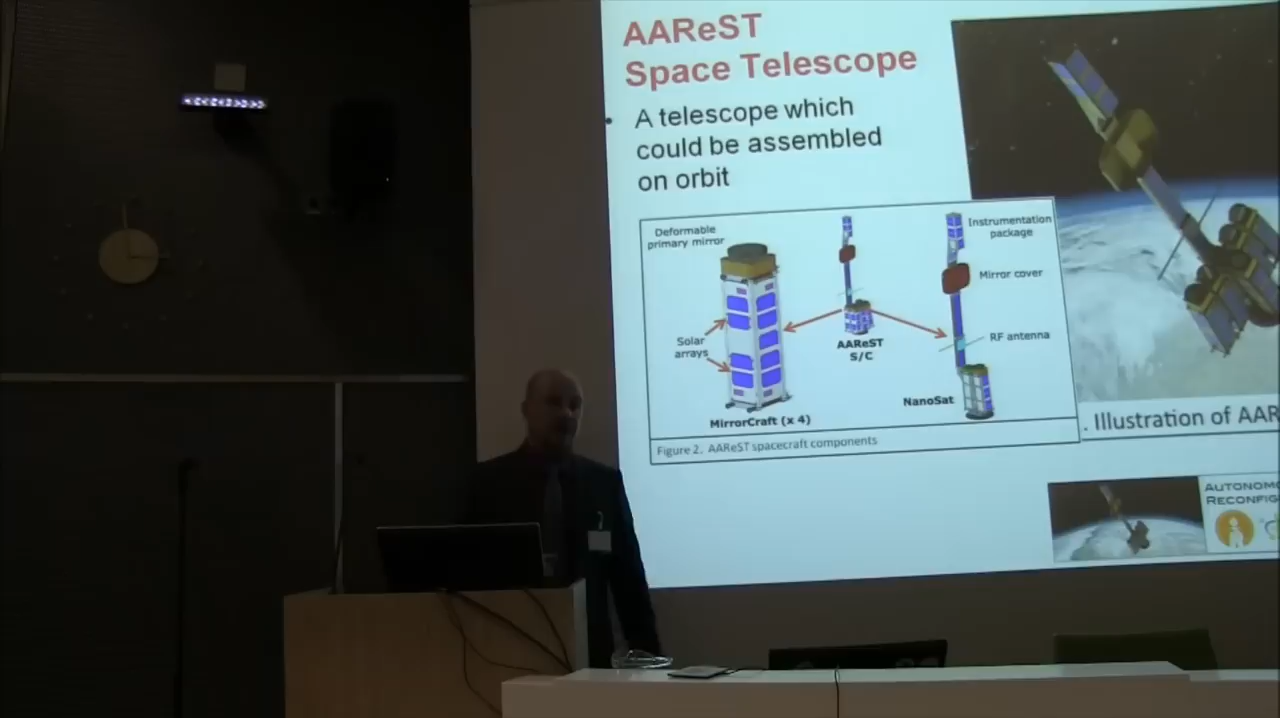 AAReST
Space Telescope
• A telescope which
could be assembled
on orbit
Deformable
primary mirror
Solar
arrays
MirrorCraft (x 4)
AAReST
S/C
Instrumentation
package
Mirror cover
RF antenna
NanoSat
Figure 2. AAReST spacecraft components
. Illustration of AAR
AUTONOMO
RECONFIG